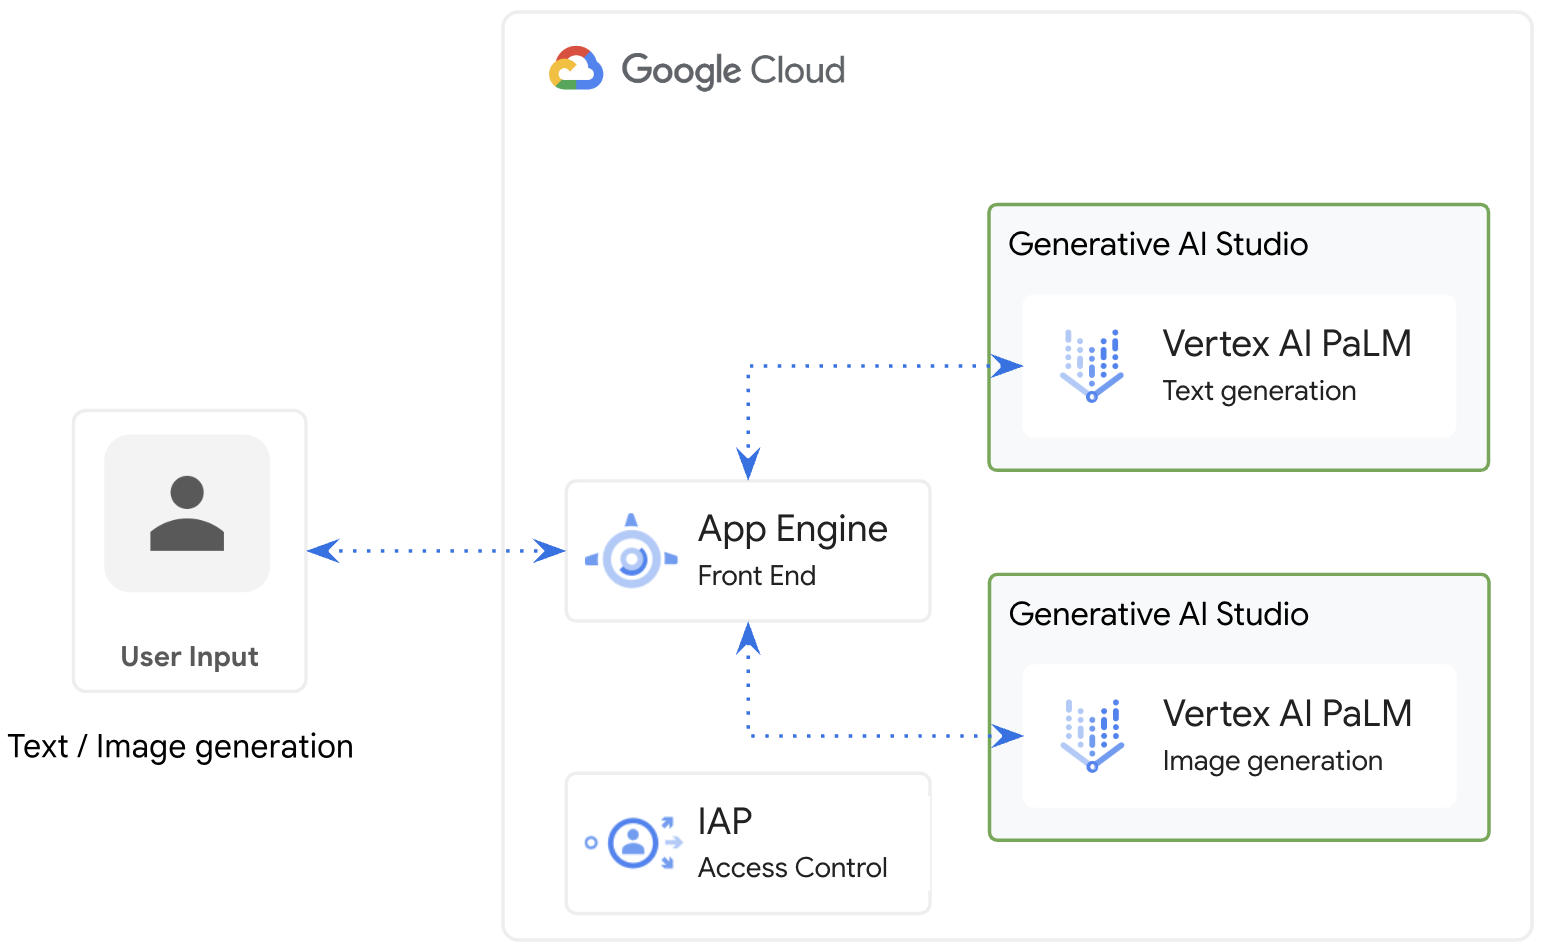 Google Cloud
Generative AI Studio
Vertex AI PaLM
Text generation
App Engine
Front End
User Input
Text / Image generation
Generative AI Studio
Vertex AI PaLM
Image generation
IAP
Access Control